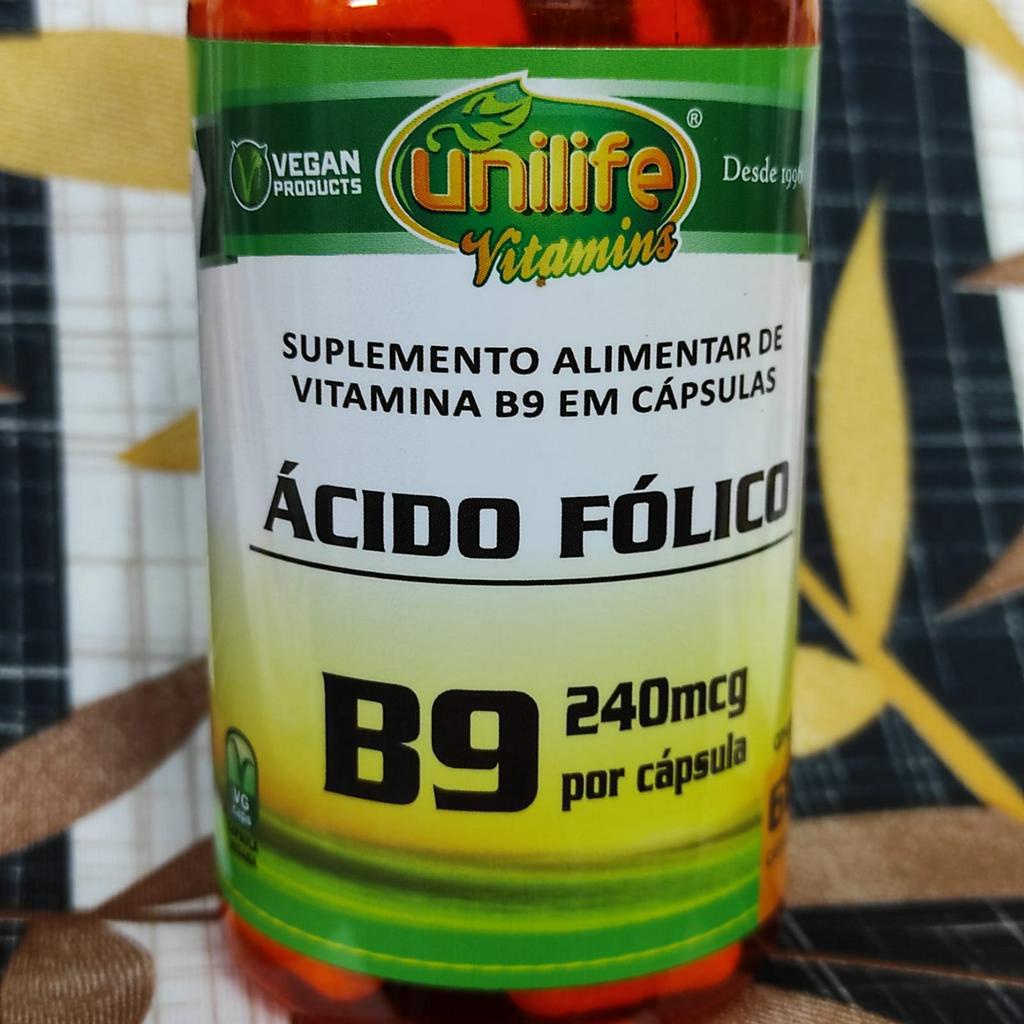 VEGAN
PRODUCTS
unilife
®
Vitamins
Desde 1996
SUPLEMENTO ALIMENTAR DE
VITAMINA B9 EM CÁPSULAS
ÁCIDO FÓLICO
B9
240mcg
por cápsula
VG